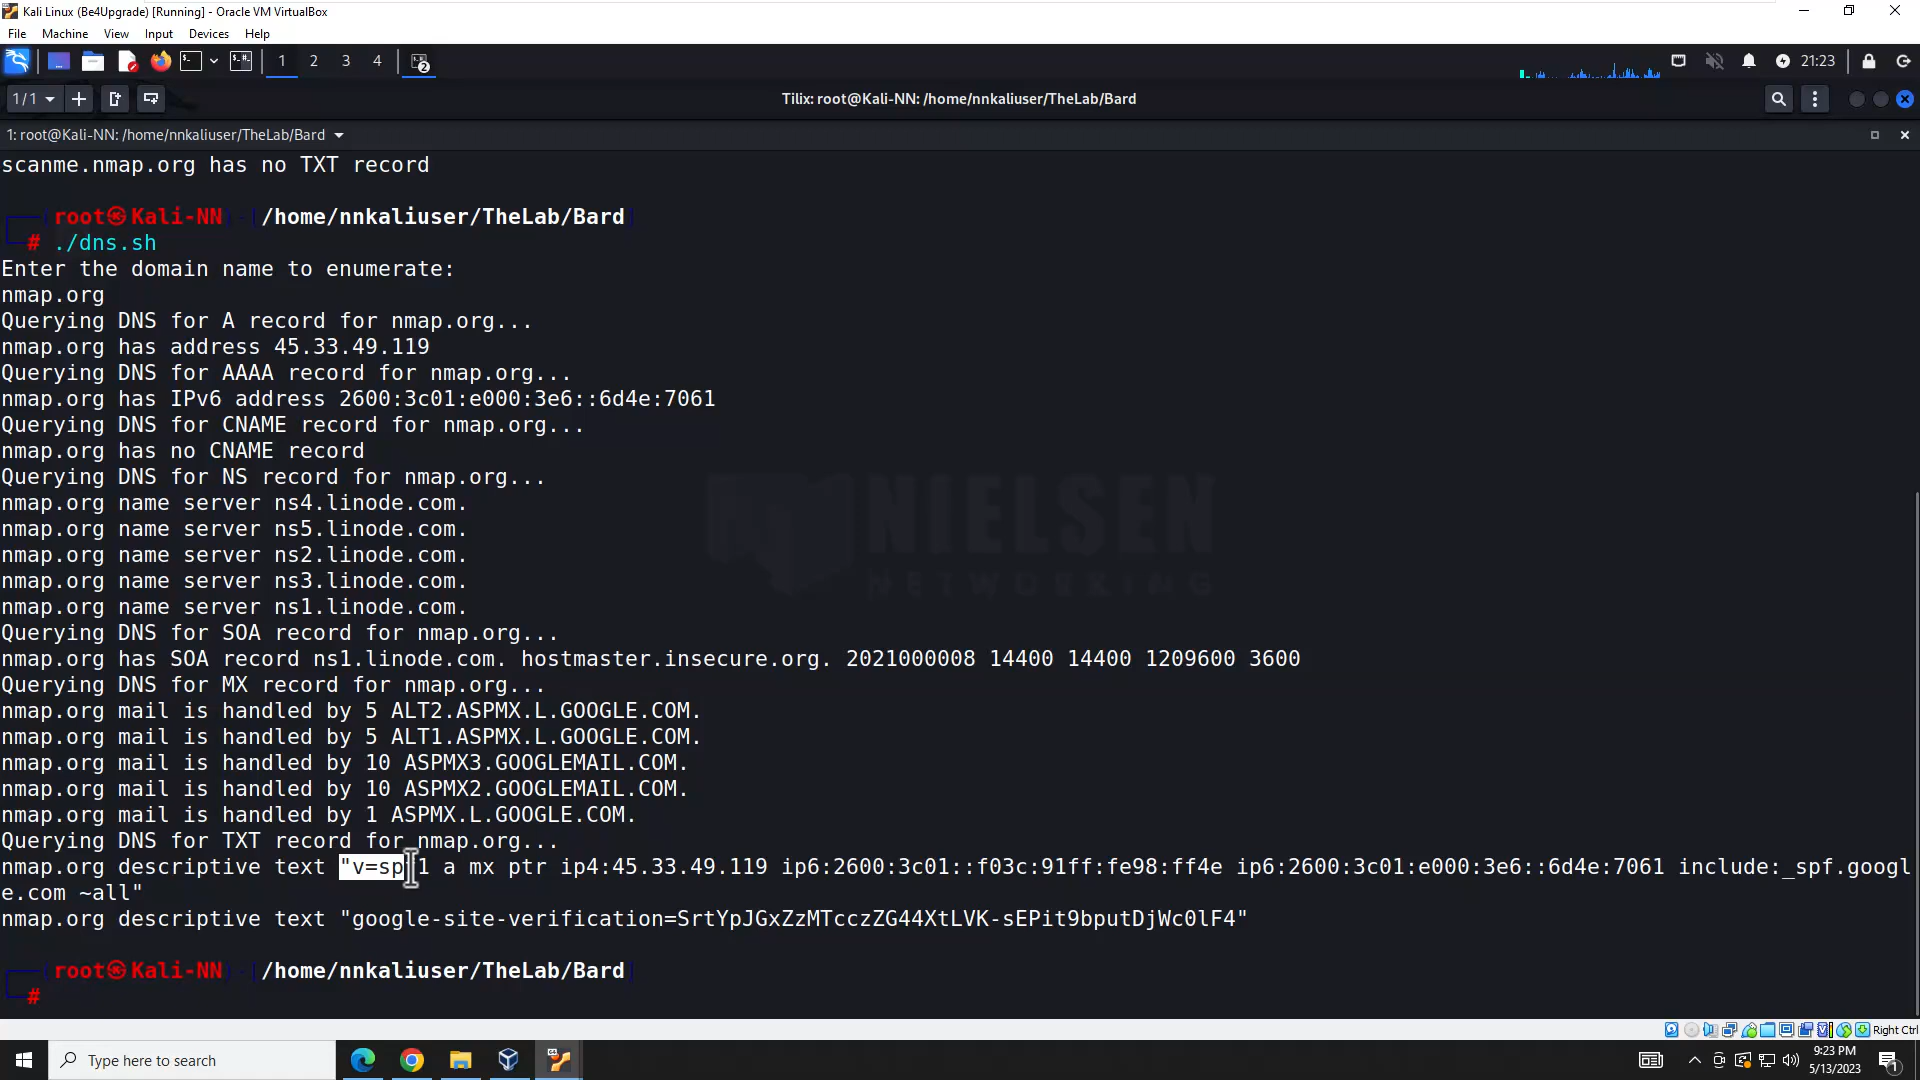 Kali Linux (Be4Upgrade) [Running] - Oracle VM VirtualBox
File Machine View Input Devices Help
1 2 3 4 2 21:23
1/1 Tilix: root@Kali-NN: /home/nnkaliuser/TheLab/Bard
1: root@Kali-NN: /home/nnkaliuser/TheLab/Bard
scanme.nmap.org has no TXT record
root㉿Kali-NN)-[/home/nnkaliuser/TheLab/Bard]
# ./dns.sh
Enter the domain name to enumerate:
nmap.org
Querying DNS for A record for nmap.org...
nmap.org has address 45.33.49.119
Querying DNS for AAAA record for nmap.org...
nmap.org has IPv6 address 2600:3c01:e000:3e6::6d4e:7061
Querying DNS for CNAME record for nmap.org...
nmap.org has no CNAME record
Querying DNS for NS record for nmap.org...
nmap.org name server ns4.linode.com.
nmap.org name server ns5.linode.com.
nmap.org name server ns2.linode.com.
nmap.org name server ns3.linode.com.
nmap.org name server ns1.linode.com.
Querying DNS for SOA record for nmap.org...
nmap.org has SOA record ns1.linode.com. hostmaster.insecure.org. 2021000008 14400 14400 1209600 3600
Querying DNS for MX record for nmap.org...
nmap.org mail is handled by 5 ALT2.ASPMX.L.GOOGLE.COM.
nmap.org mail is handled by 5 ALT1.ASPMX.L.GOOGLE.COM.
nmap.org mail is handled by 10 ASPMX3.GOOGLEMAIL.COM.
nmap.org mail is handled by 10 ASPMX2.GOOGLEMAIL.COM.
nmap.org mail is handled by 1 ASPMX.L.GOOGLE.COM.
Querying DNS for TXT record for nmap.org...
nmap.org descriptive text "v=spf1 a mx ptr ip4:45.33.49.119 ip6:2600:3c01::f03c:91ff:fe98:ff4e ip6:2600:3c01:e000:3e6::6d4e:7061 include:_spf.googl
e.com ~all"
nmap.org descriptive text "google-site-verification=SrtYpJGxZzMTcczZG44XtLVK-sEPit9bputDjWc0lF4"
root㉿Kali-NN)-[/home/nnkaliuser/TheLab/Bard]
#
NIELSEN
NETWORKING
Right Ctrl
Type here to search
9:23 PM
5/13/2023
1